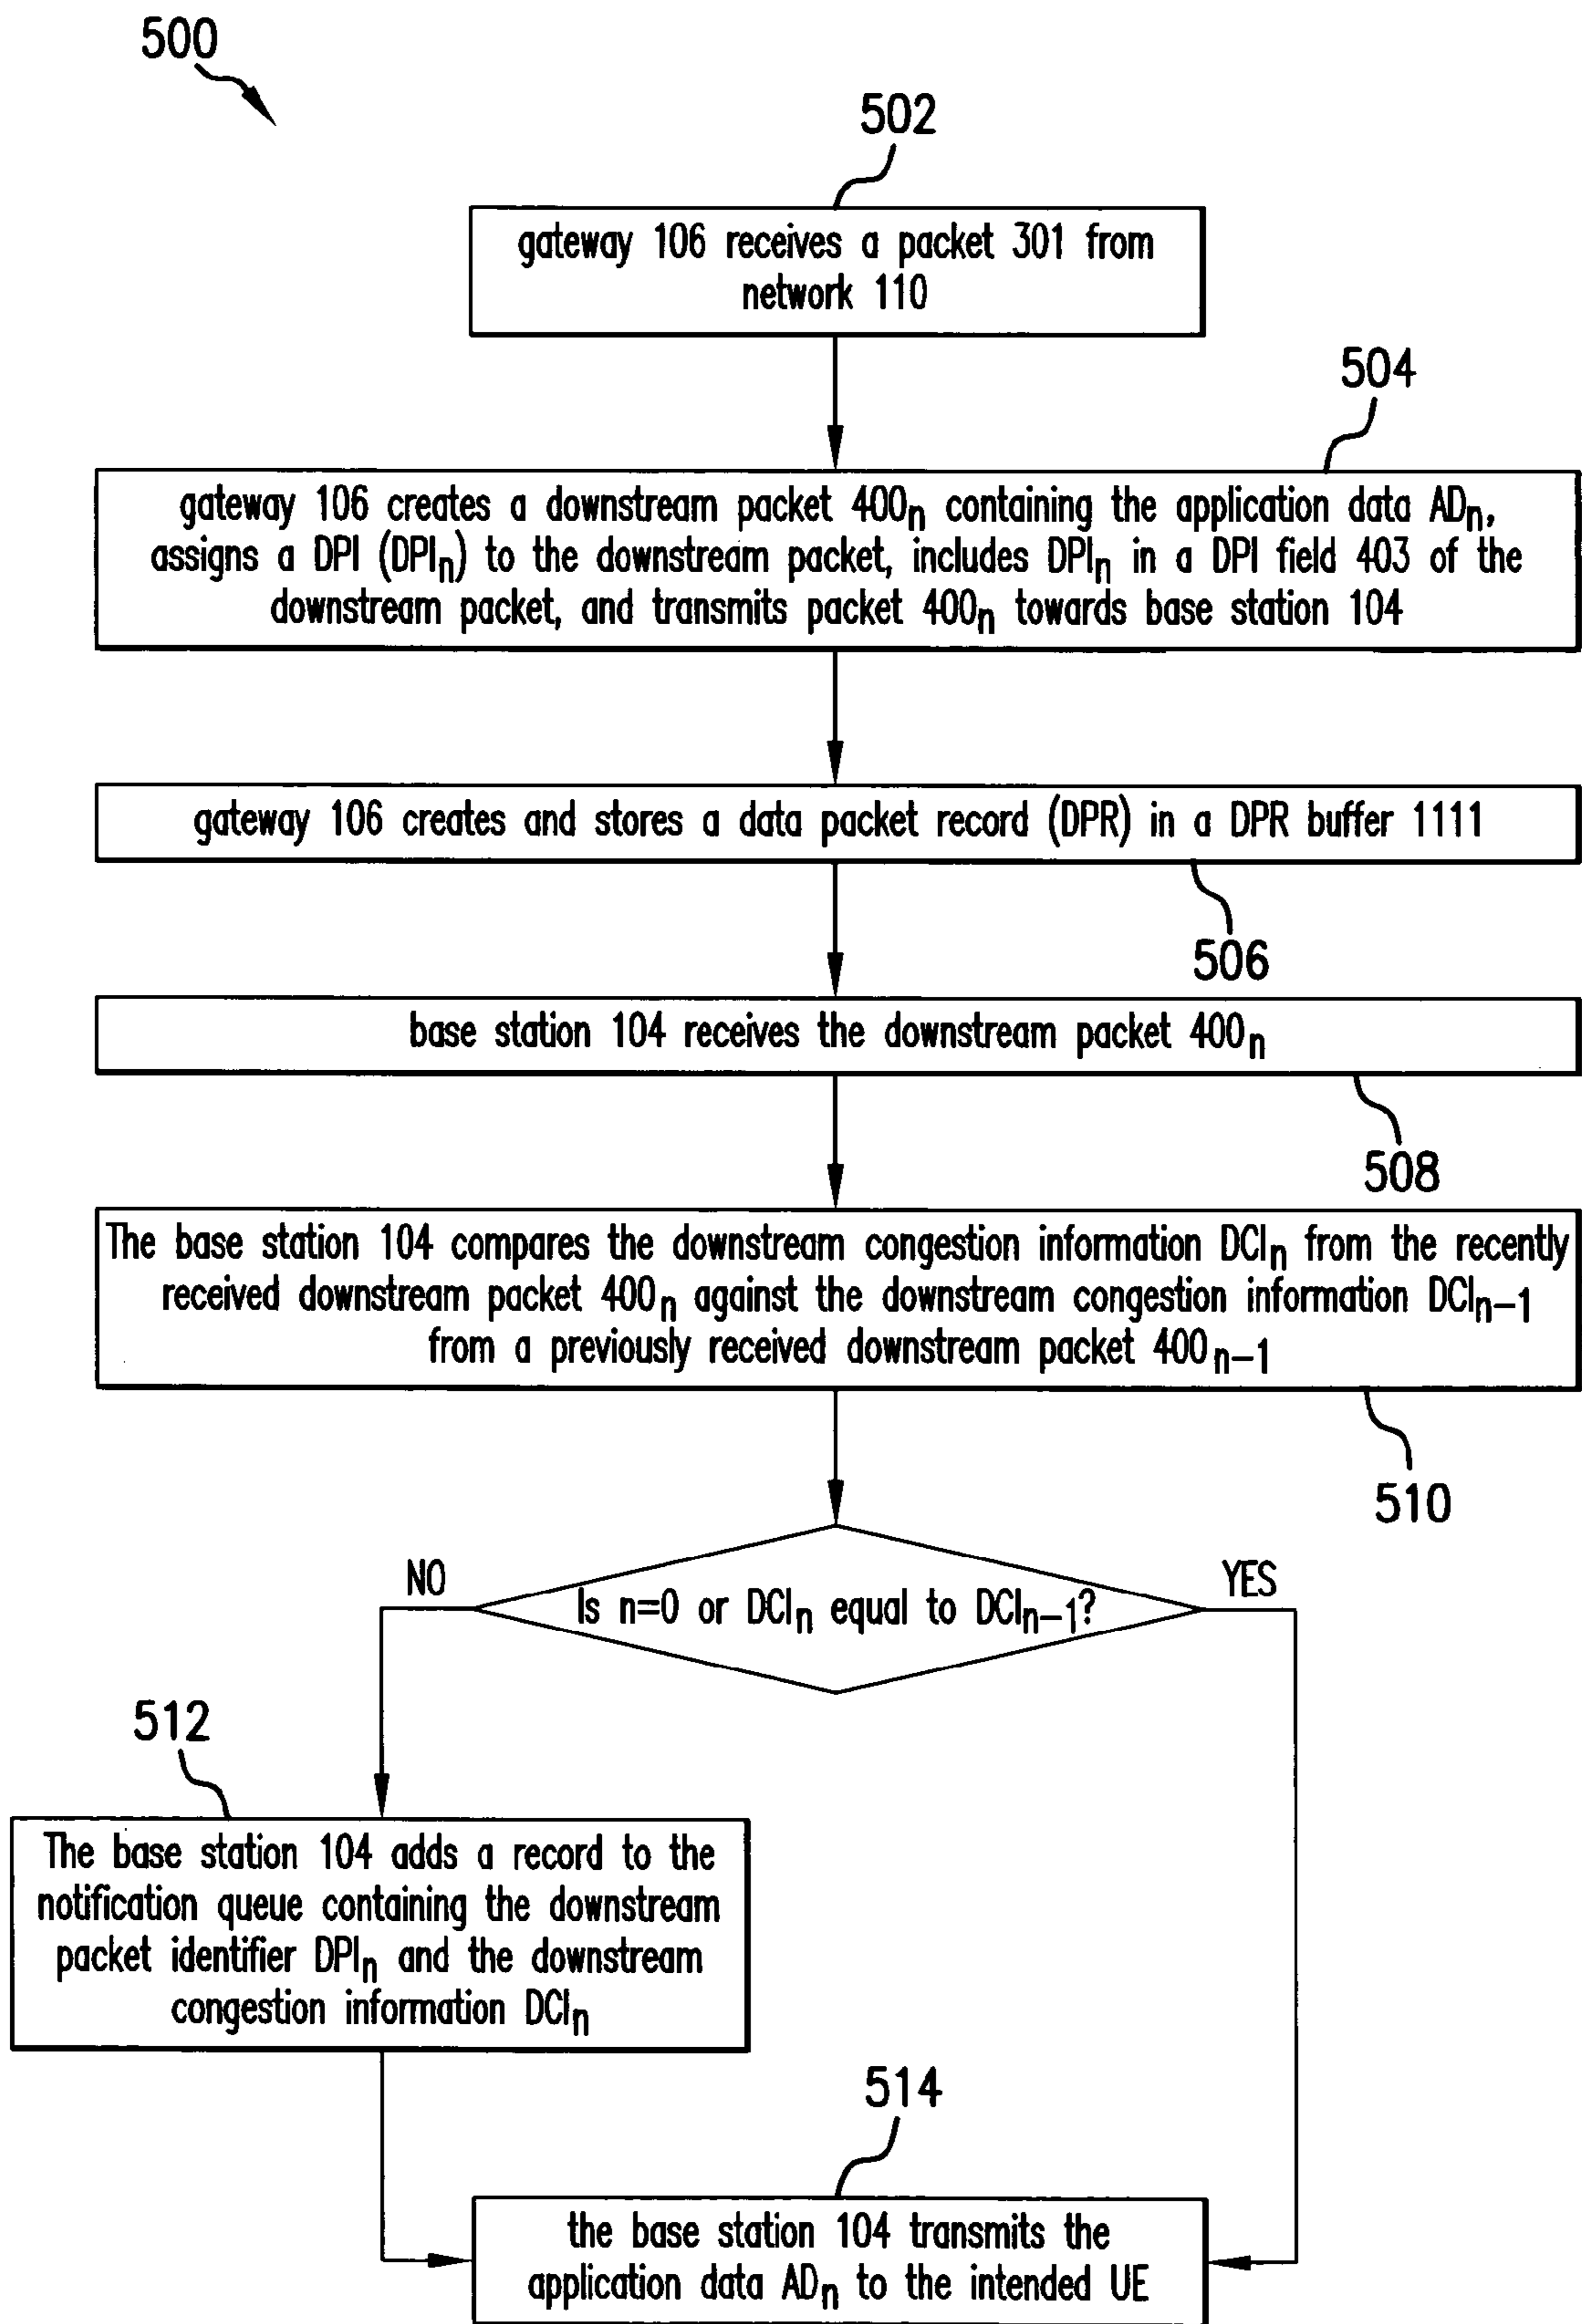 500
502
gateway 106 receives a packet 301 from
network 110
504
gateway 106 creates a downstream packet 400n containing the application data ADn,
assigns a DPI (DPIn) to the downstream packet, includes DPIn in a DPI field 403 of the
downstream packet, and transmits packet 400n towards base station 104
gateway 106 creates and stores a data packet record (DPR) in a DPR buffer 1111
506
base station 104 receives the downstream packet 400n
508
The base station 104 compares the downstream congestion information DCIn from the recently
received downstream packet 400n against the downstream congestion information DCIn−1
from a previously received downstream packet 400n−1
510
NO
YES
Is n=0 or DCIn equal to DCIn−1?
512
The base station 104 adds a record to the
notification queue containing the downstream
packet identifier DPIn and the downstream
congestion information DCIn
514
the base station 104 transmits the
application data ADn to the intended UE